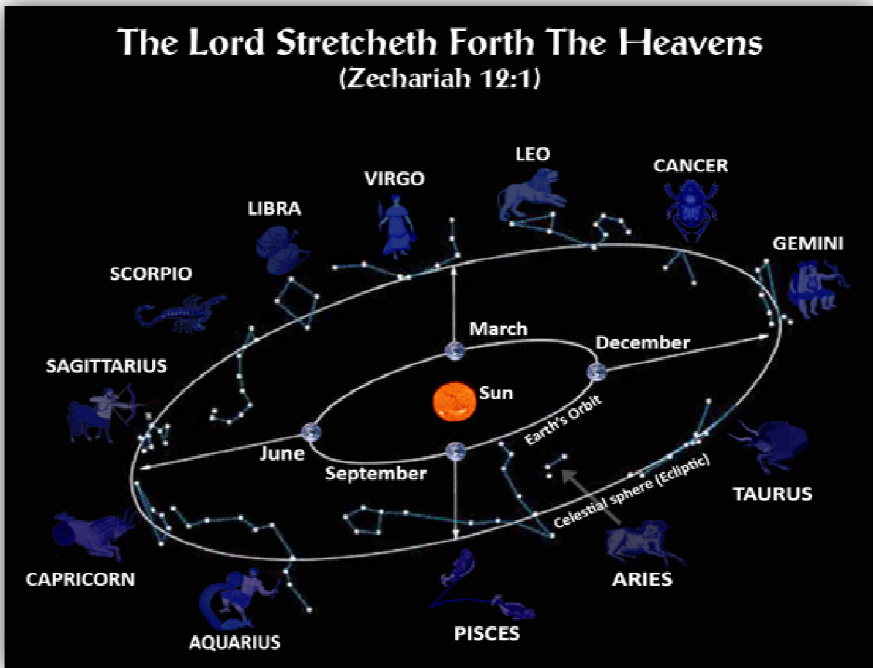 The Lord Stretcheth Forth The Heavens
(Zechariah 12:1)
LEO
CANCER
VIRGO
LIBRA
GEMINI
SCORPIO
March
December
SAGITTARIUS
Sun
Earth's Orbit
June
September
Celestial sphere (Ecliptic)
TAURUS
CAPRICORN
ARIES
AQUARIUS
PISCES